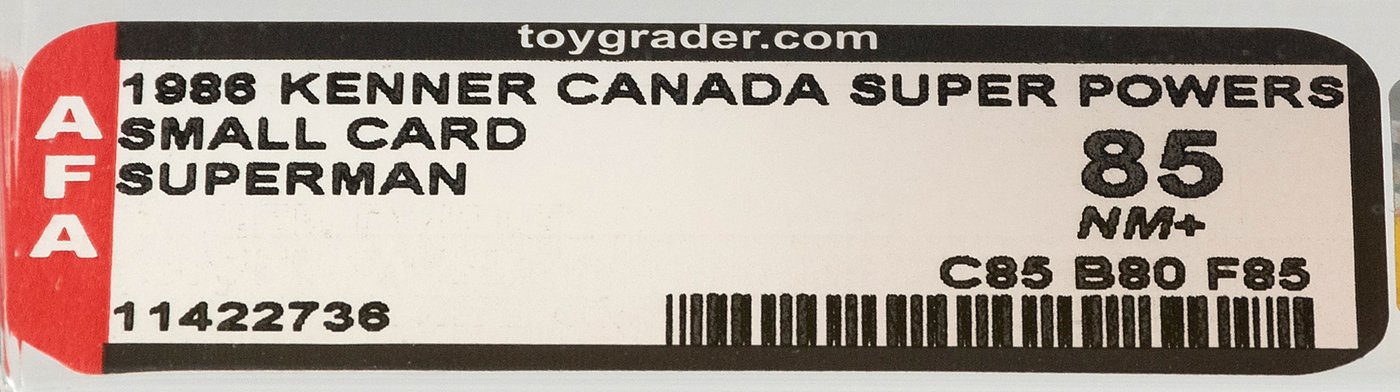 toygrader.com
AFA
1986 KENNER CANADA SUPER POWERS
SMALL CARD
SUPERMAN
85
NM+
C85 B80 F85
11422736